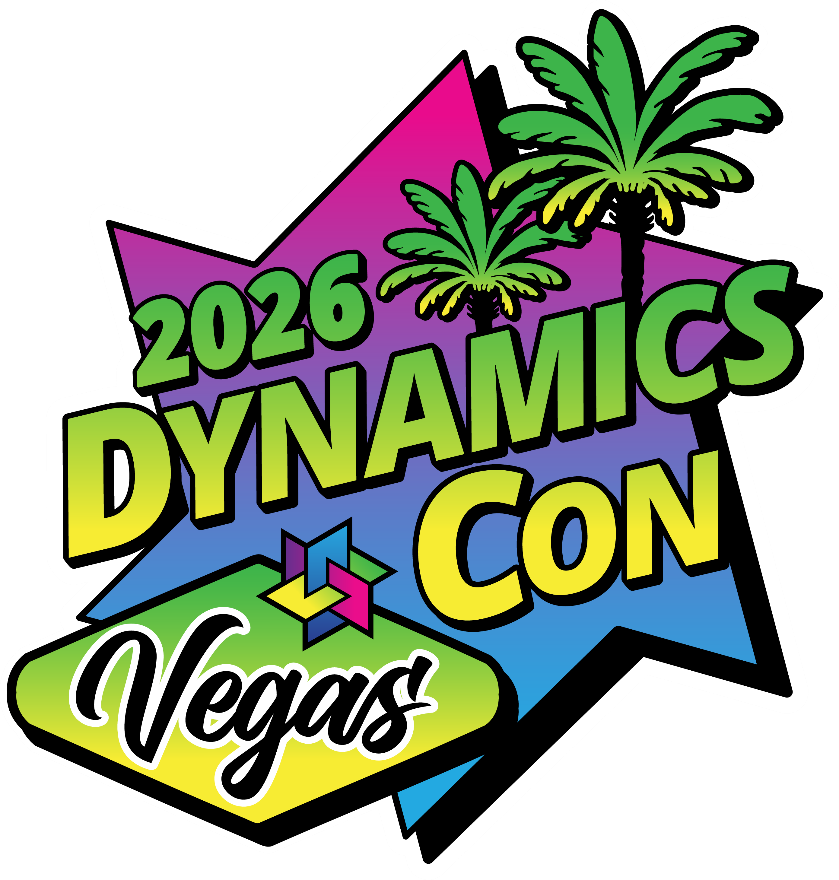 2026
DYNAMICS
CON
Vegas